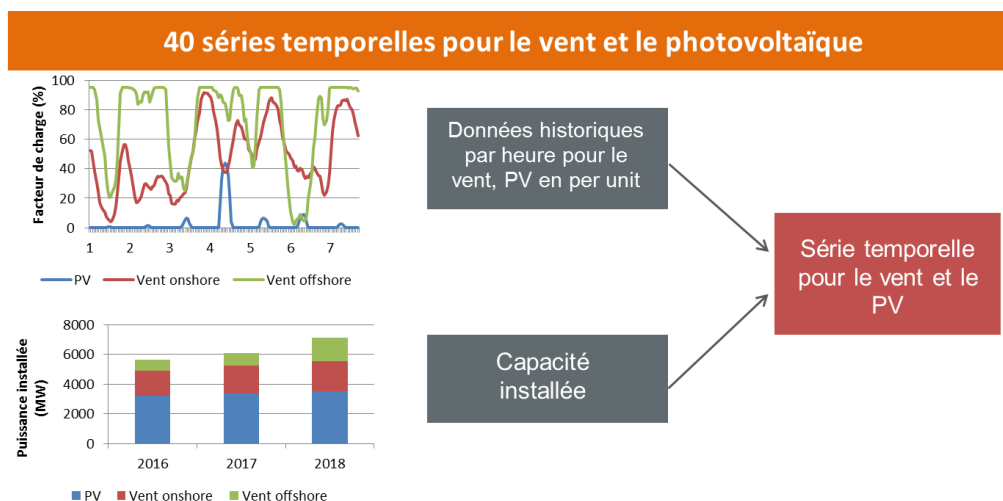 40 séries temporelles pour le vent et le photovoltaïque
Facteur de charge (%)
100
80
60
40
20
0
1 2 3 4 5 6 7
PV Vent onshore Vent offshore
Puissance installée
(MW)
8000
6000
4000
2000
0
2016 2017 2018
PV Vent onshore Vent offshore
Données historiques
par heure pour le
vent, PV en per unit
Capacité
installée
Série temporelle
pour le vent et le
PV